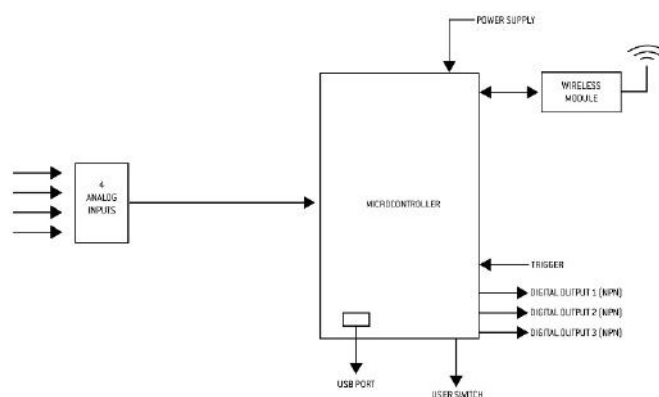 POWER SUPPLY
WIRELESS
MODULE
4
ANALOG
INPUTS
MICROCONTROLLER
TRIGGER
DIGITAL OUTPUT 1 (NPN)
DIGITAL OUTPUT 2 (NPN)
DIGITAL OUTPUT 3 (NPN)
USB PORT
USER SWITCH